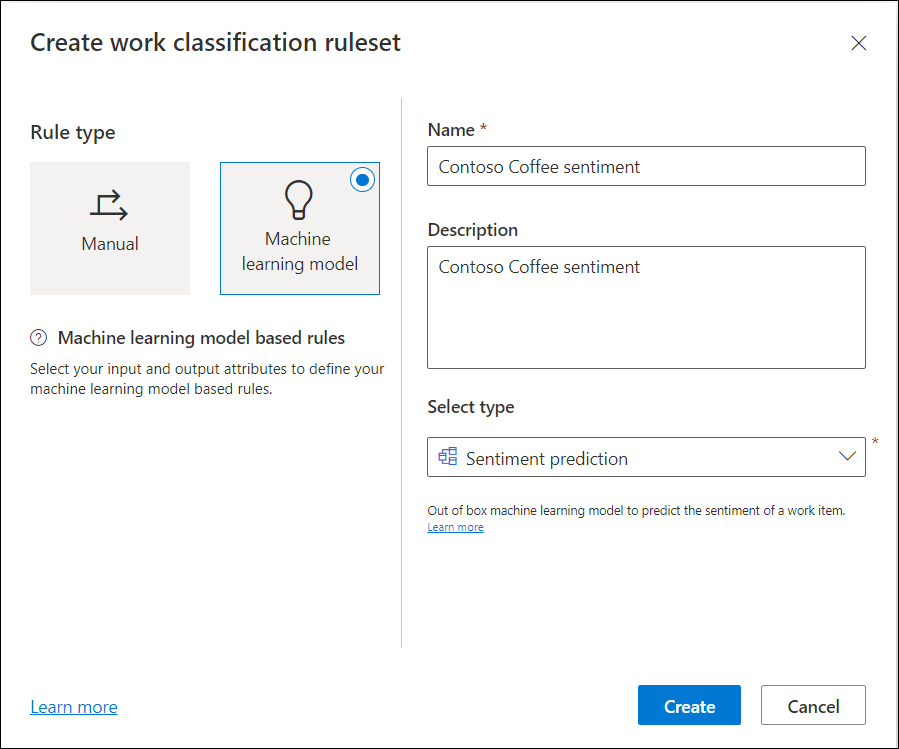 Create work classification ruleset
Rule type
Manual
Machine
learning model
Machine learning model based rules
Select your input and output attributes to define your
machine learning model based rules.
Name *
Contoso Coffee sentiment
Description
Contoso Coffee sentiment
Select type
Sentiment prediction
*
Out of box machine learning model to predict the sentiment of a work item.
Learn more
Learn more
Create
Cancel